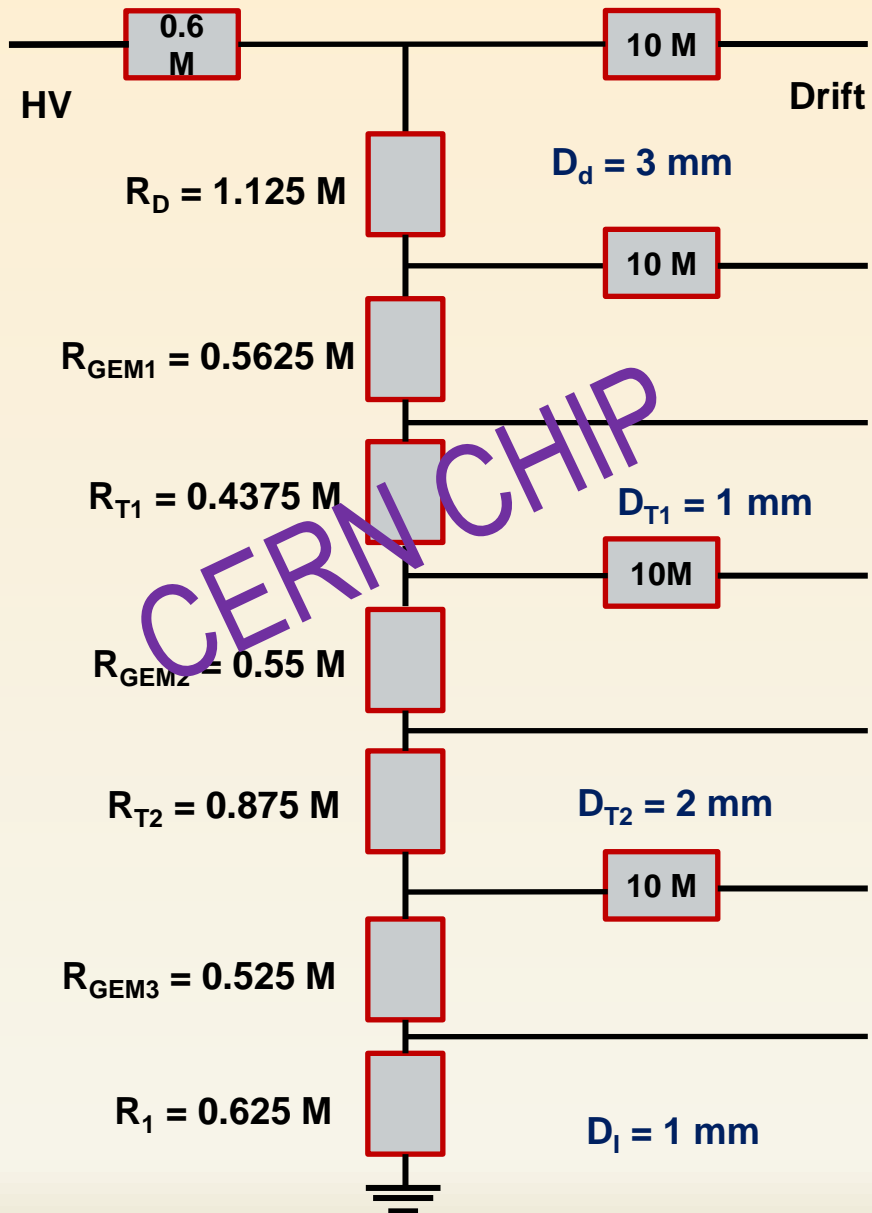 0.6
M
10 M
HV
Drift
D_d = 3 mm
R_D = 1.125 M
10 M
R_GEM1 = 0.5625 M
CERN CHIP
R_T1 = 0.4375 M
D_T1 = 1 mm
10M
R_GEM2 = 0.55 M
R_T2 = 0.875 M
D_T2 = 2 mm
10 M
R_GEM3 = 0.525 M
R_1 = 0.625 M
D_I = 1 mm